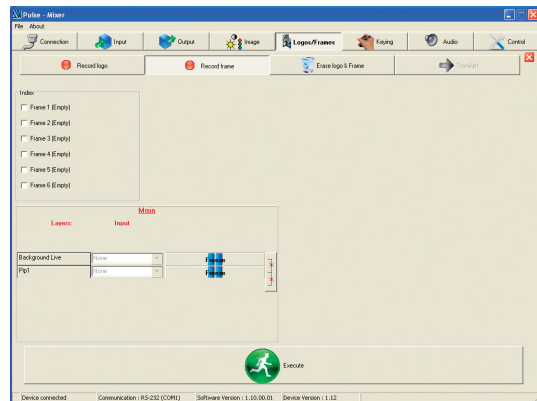 Pulse - Mixer
File About
Connection Input Output Image Logos/Frames Keying Audio Control
Record logo Record frame Erase logo & Frame Transfert
Index
Frame 1 (Empty)
Frame 2 (Empty)
Frame 3 (Empty)
Frame 4 (Empty)
Frame 5 (Empty)
Frame 6 (Empty)
Main
Layers: Input
Background Live None Freeze
Pip1 None Freeze
Execute
Device connected Communication : RS-232 (COM1) Software Version : 1.10.00.01 Device Version : 1.12